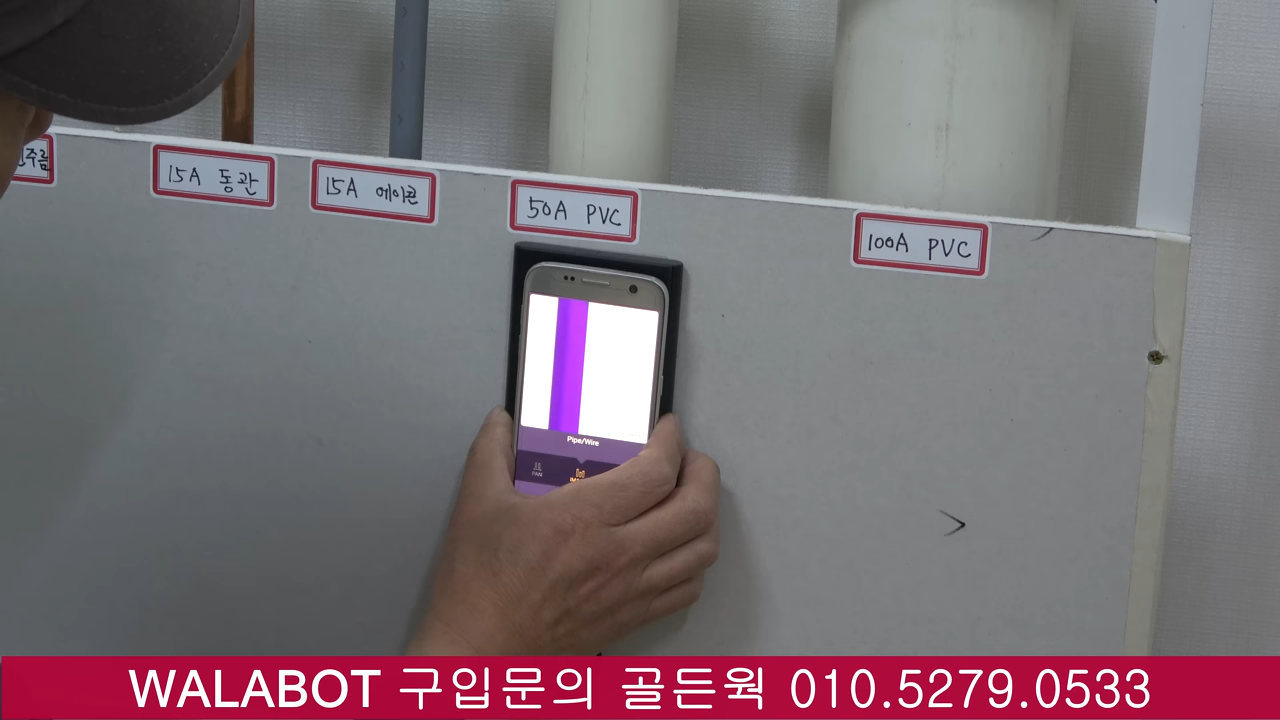 주름
15A 동관
15A 에이콘
50A PVC
100A PVC
Pipe/Wire
PAN
WALABOT 구입문의 골든웍 010.5279.0533